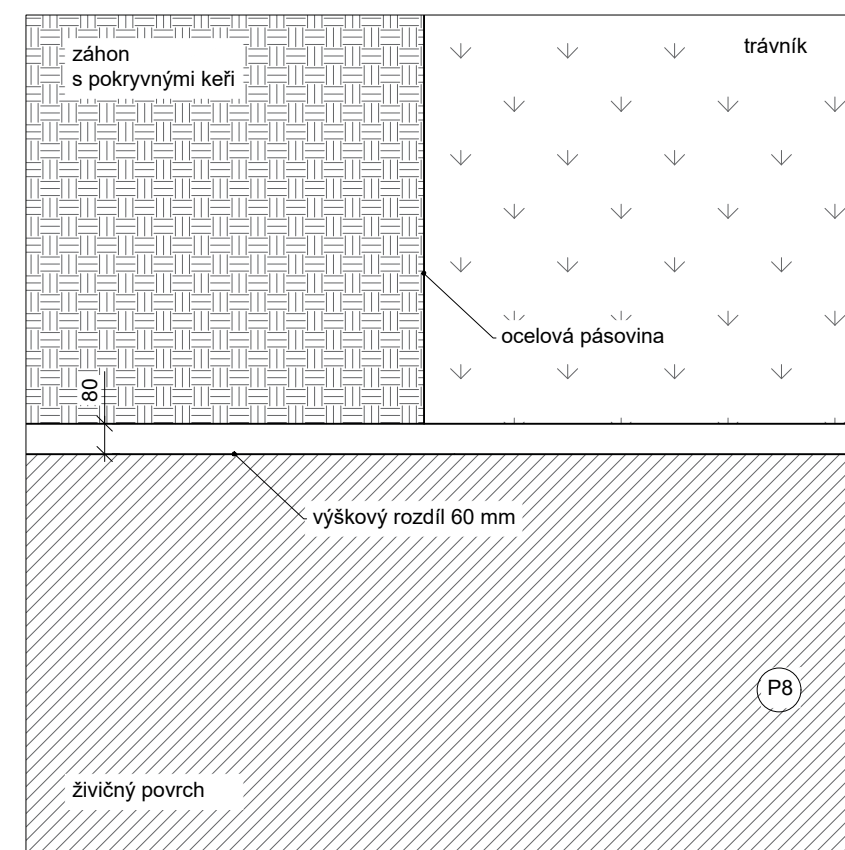 záhon
s pokryvnými keři
trávník
ocelová pásovina
80
výškový rozdíl 60 mm
P8
živičný povrch